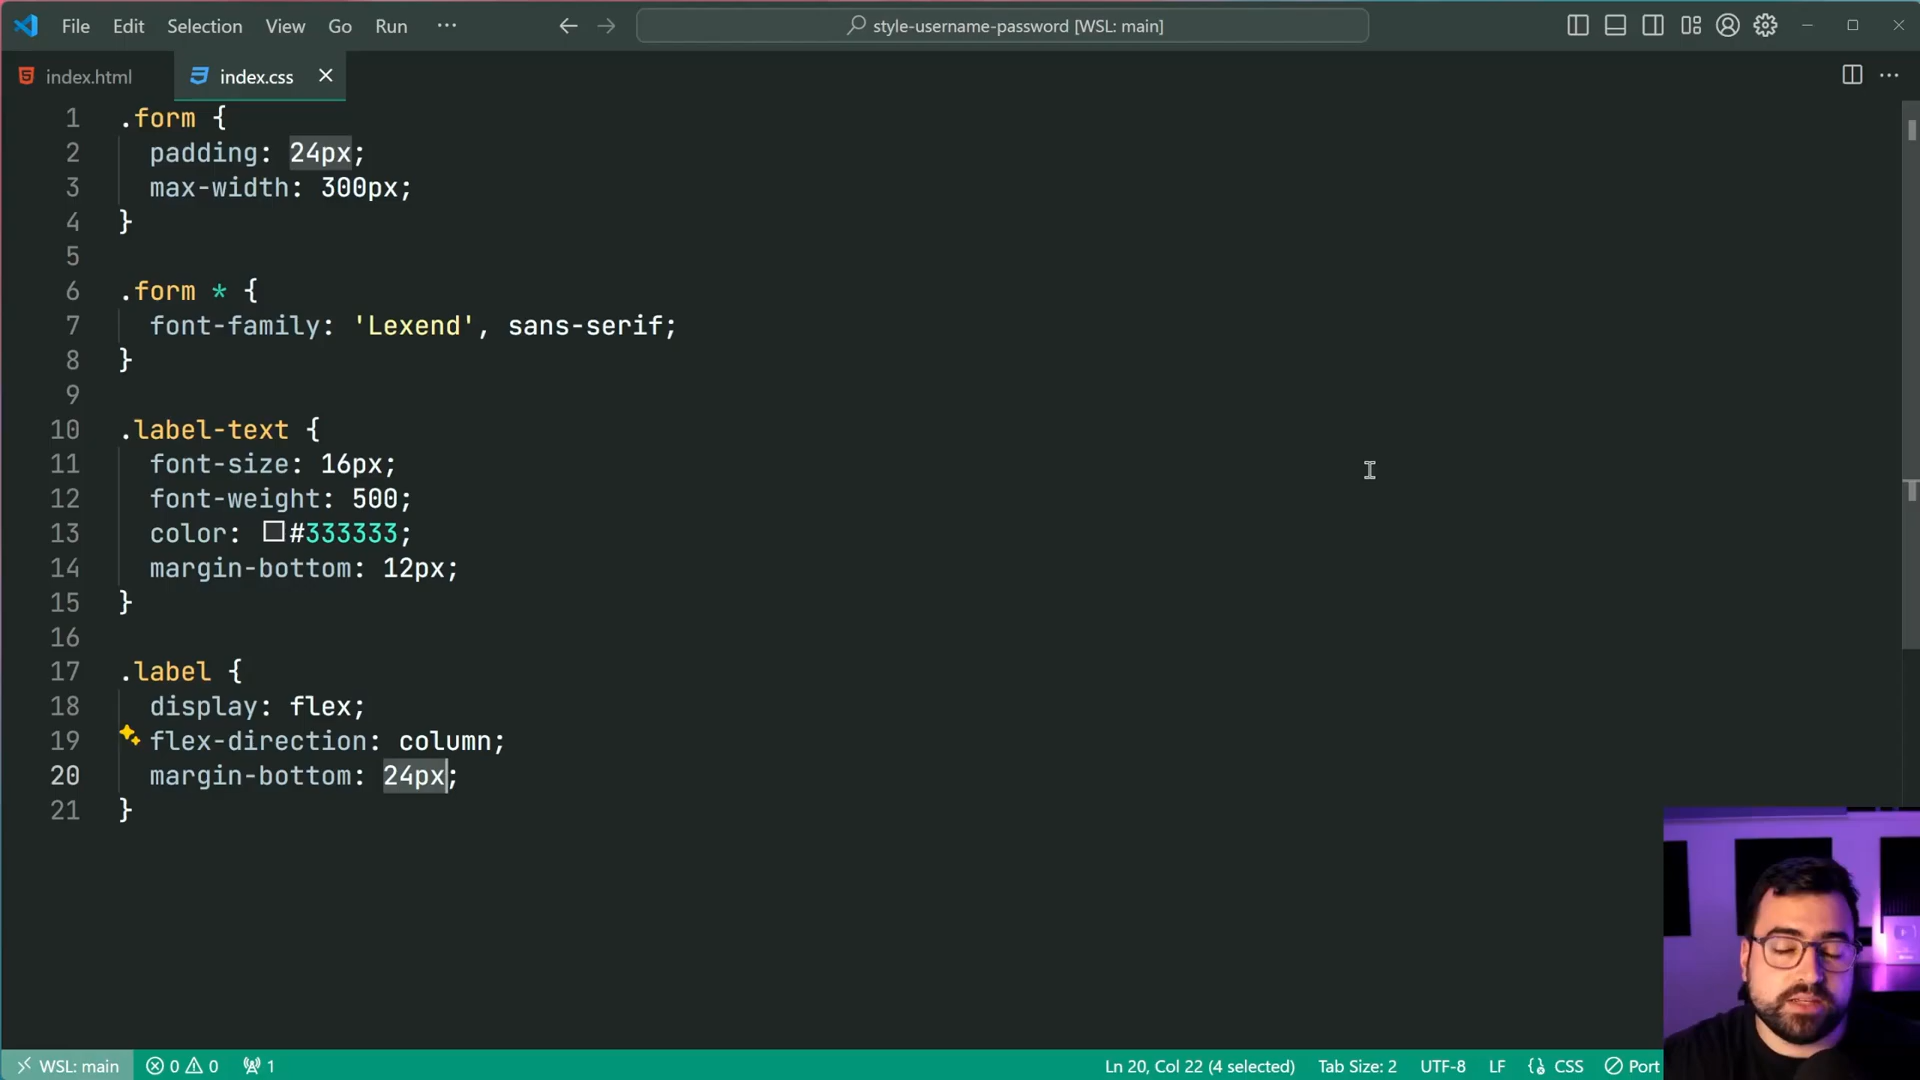 File Edit Selection View Go Run ··· style-username-password [WSL: main]
index.html index.css
1 .form {
2 padding: 24px;
3 max-width: 300px;
4 }
5
6 .form * {
7 font-family: 'Lexend', sans-serif;
8 }
9
10 .label-text {
11 font-size: 16px;
12 font-weight: 500;
13 color: #333333;
14 margin-bottom: 12px;
15 }
16
17 .label {
18 display: flex;
19 flex-direction: column;
20 margin-bottom: 24px;
21 }
WSL: main 0 0 1 Ln 20, Col 22 (4 selected) Tab Size: 2 UTF-8 LF CSS Port